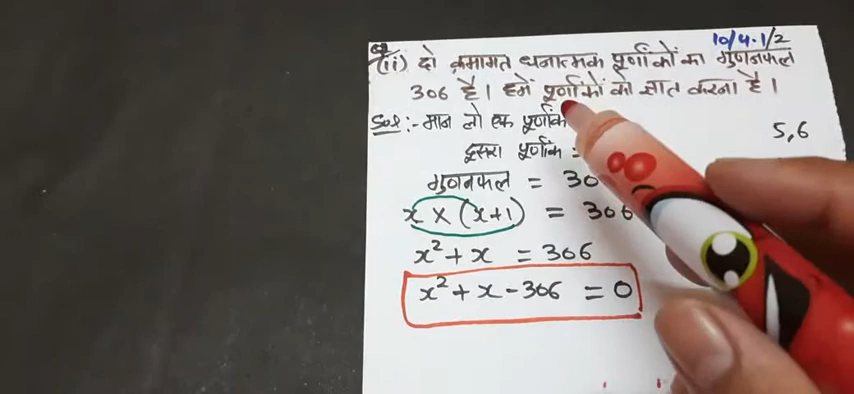 10/4.1/2
Q (ii) दो क्रमागत धनात्मक पूर्णांकों का गुणनफल
306 है। हमें पूर्णांकों को ज्ञात करना है।
Sol :- मान लो एक पूर्णांक
5,6
दूसरा पूर्णांक =
गुणनफल = 30
x × (x+1) = 306
x² + x = 306
x² + x - 306 = 0